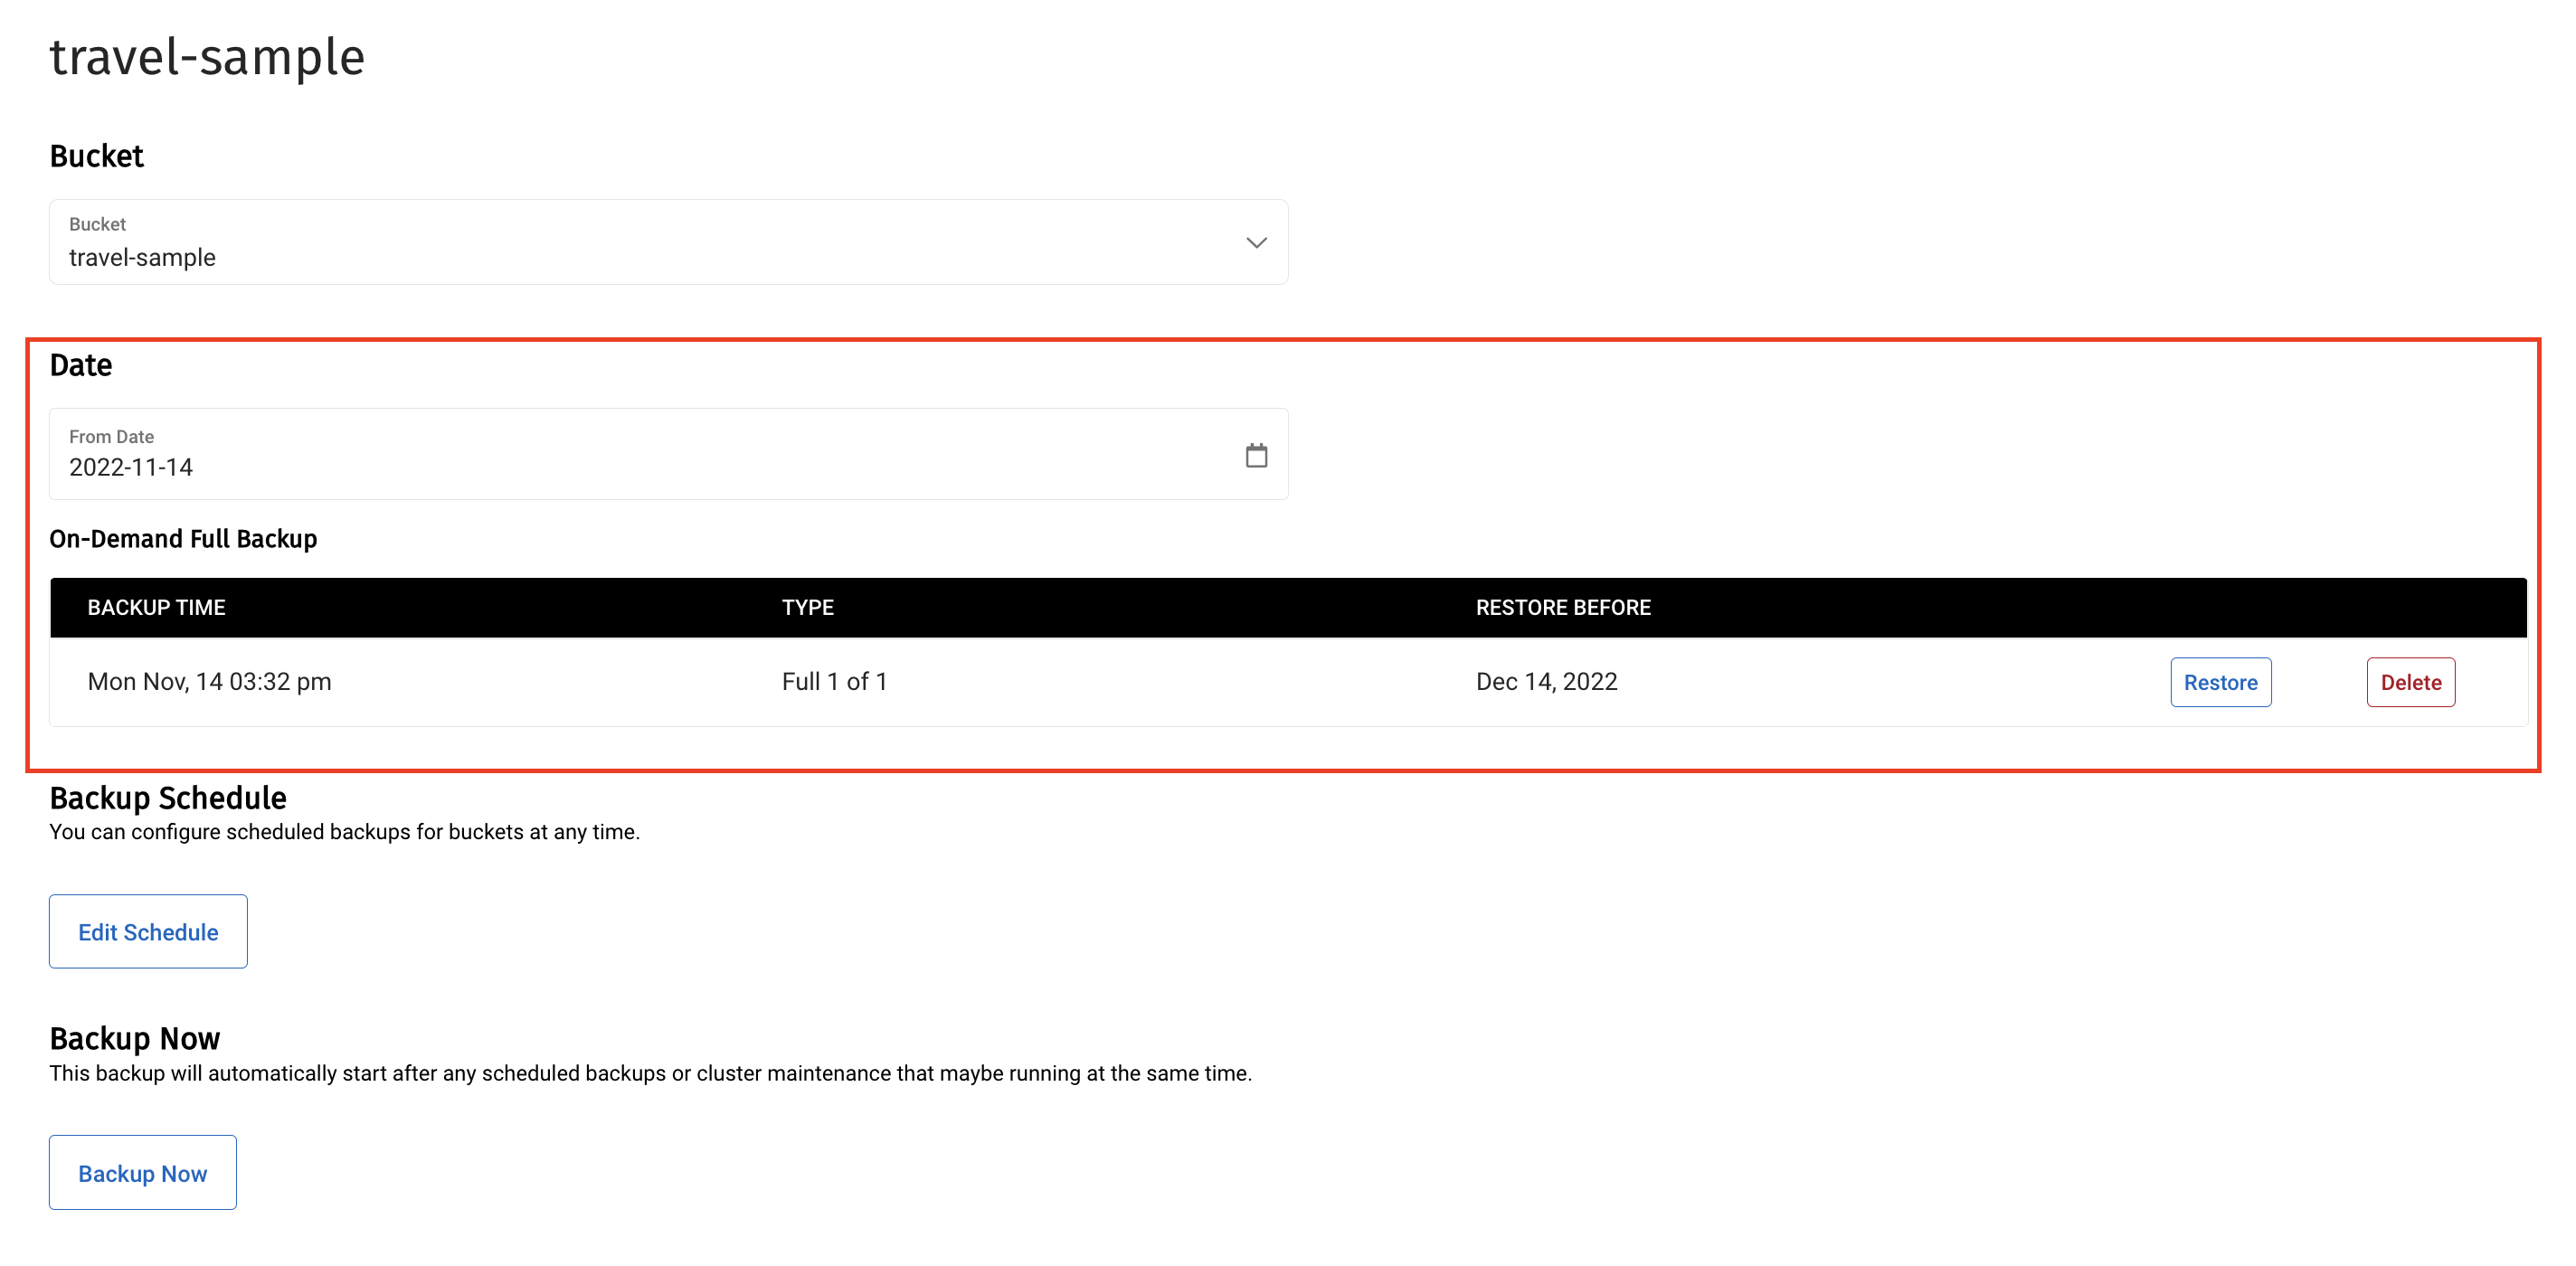 travel-sample
Bucket
Bucket
travel-sample
Date
From Date
2022-11-14
On-Demand Full Backup
BACKUP TIME TYPE RESTORE BEFORE
Mon Nov, 14 03:32 pm Full 1 of 1 Dec 14, 2022 Restore Delete
Backup Schedule
You can configure scheduled backups for buckets at any time.
Edit Schedule
Backup Now
This backup will automatically start after any scheduled backups or cluster maintenance that maybe running at the same time.
Backup Now